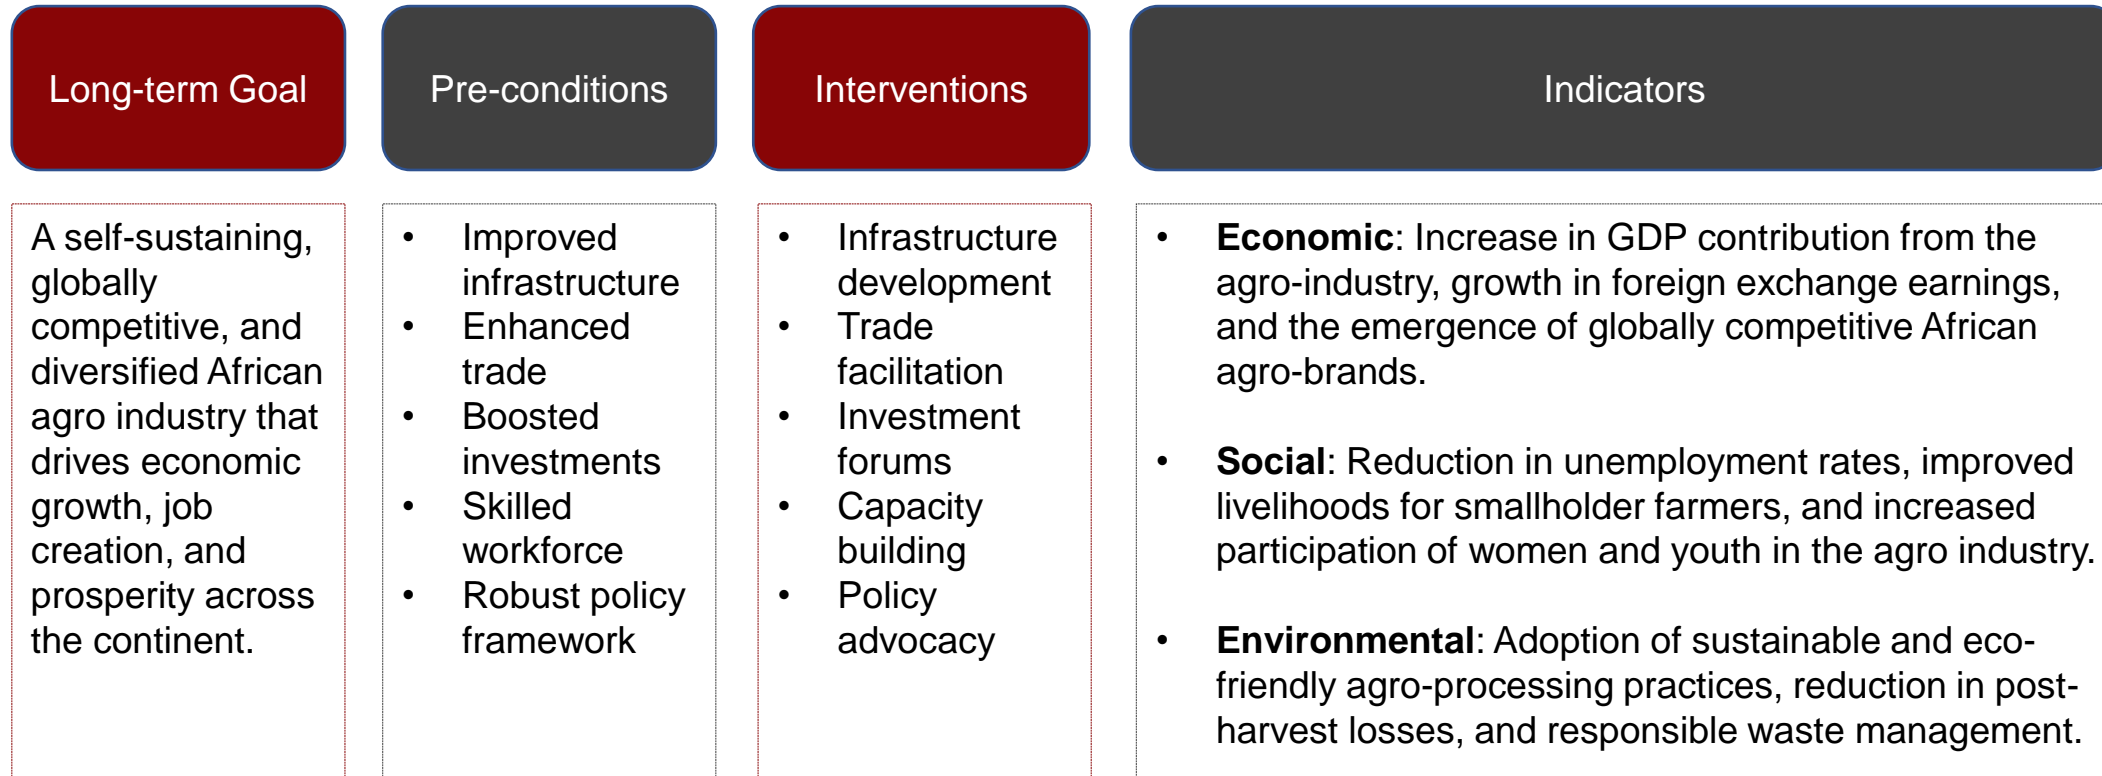 Long-term Goal
Pre-conditions
Interventions
Indicators
A self-sustaining,
globally
competitive, and
diversified African
agro industry that
drives economic
growth, job
creation, and
prosperity across
the continent.
• Improved
infrastructure
• Enhanced
trade
• Boosted
investments
• Skilled
workforce
• Robust policy
framework
• Infrastructure
development
• Trade
facilitation
• Investment
forums
• Capacity
building
• Policy
advocacy
• Economic: Increase in GDP contribution from the
agro-industry, growth in foreign exchange earnings,
and the emergence of globally competitive African
agro-brands.
• Social: Reduction in unemployment rates, improved
livelihoods for smallholder farmers, and increased
participation of women and youth in the agro industry.
• Environmental: Adoption of sustainable and eco-
friendly agro-processing practices, reduction in post-
harvest losses, and responsible waste management.